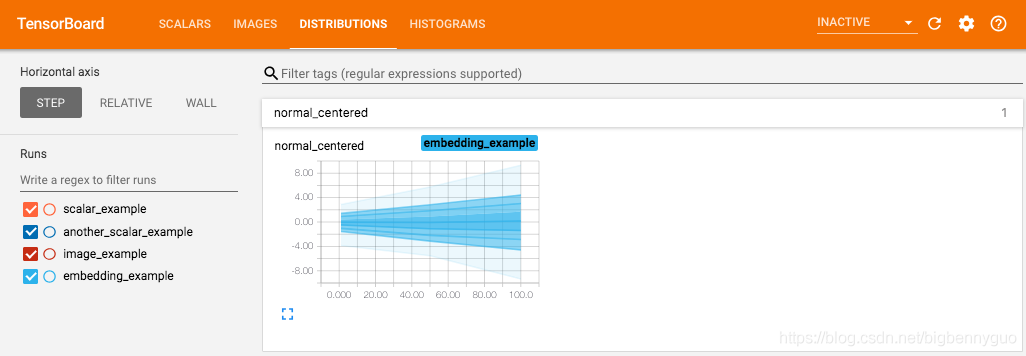 TensorBoard SCALARS IMAGES DISTRIBUTIONS HISTOGRAMS INACTIVE
Horizontal axis
STEP RELATIVE WALL
Runs
Write a regex to filter runs
scalar_example
another_scalar_example
image_example
embedding_example
Filter tags (regular expressions supported)
normal_centered 1
normal_centered embedding_example
8.00
4.00
0.00
-4.00
-8.00
0.000 20.00 40.00 60.00 80.00 100.0
https://blog.csdn.net/bigbennyguo